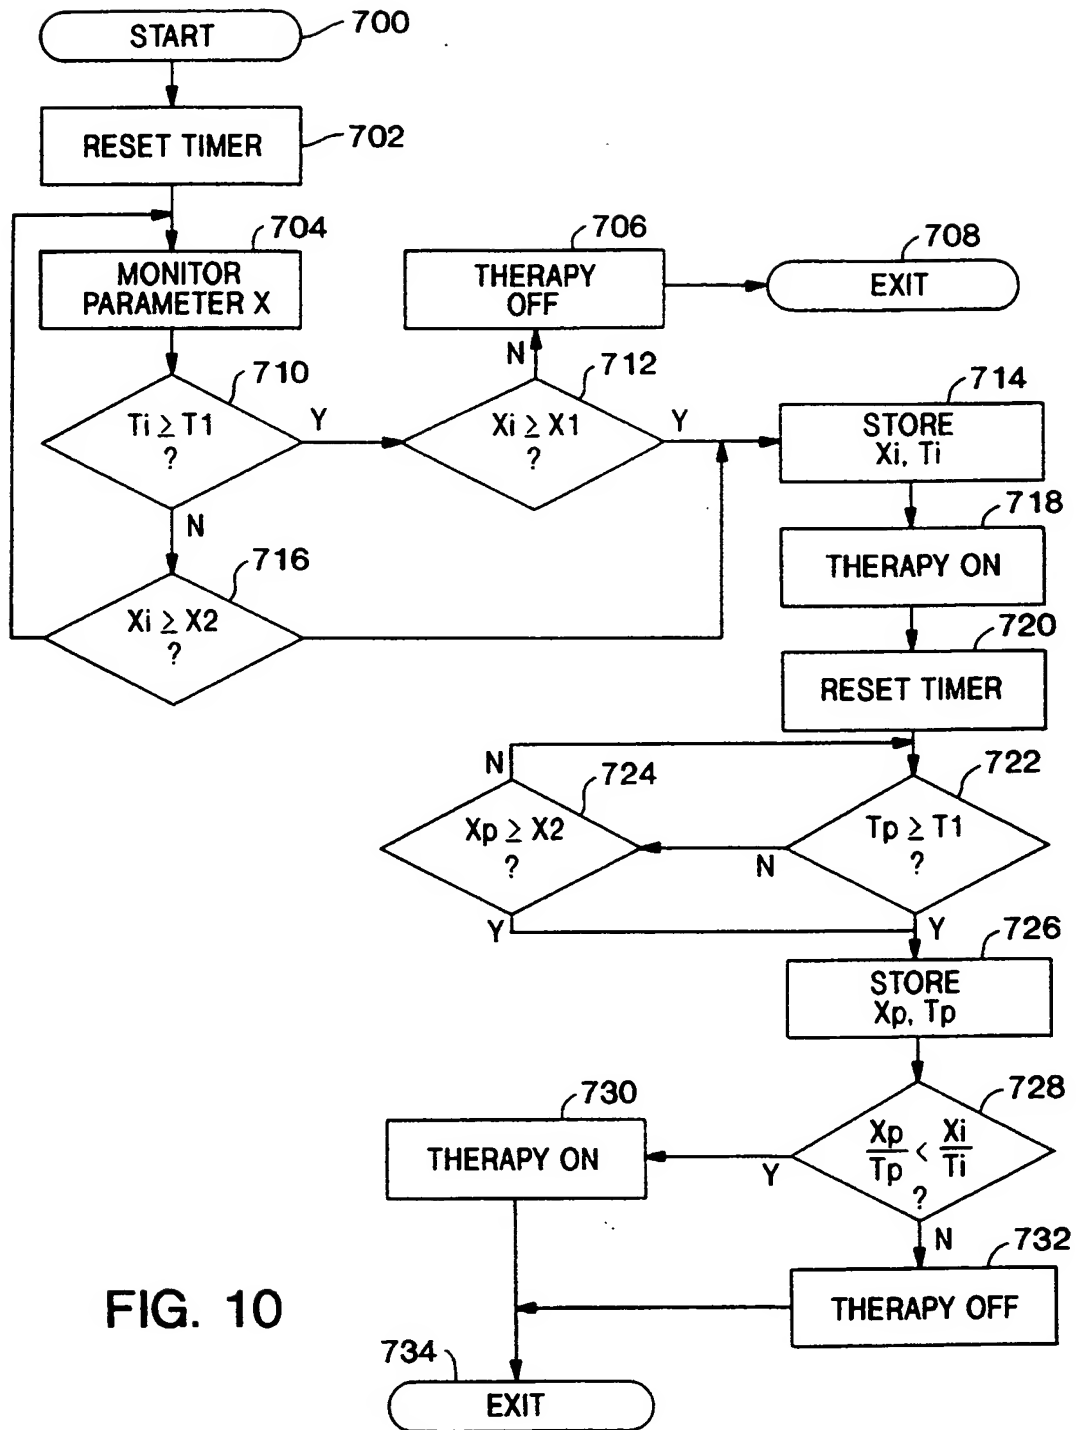 START
700
RESET TIMER
702
704
MONITOR
PARAMETER X
706
THERAPY
OFF
708
EXIT
710
Ti ≥ T1
?
Y
N
712
Xi ≥ X1
?
N
Y
714
STORE
Xi, Ti
716
Xi ≥ X2
?
718
THERAPY ON
720
RESET TIMER
722
Tp ≥ T1
?
N
Y
724
Xp ≥ X2
?
N
Y
726
STORE
Xp, Tp
728
Xp/Tp < Xi/Ti
?
Y
N
730
THERAPY ON
732
THERAPY OFF
734
EXIT
FIG. 10